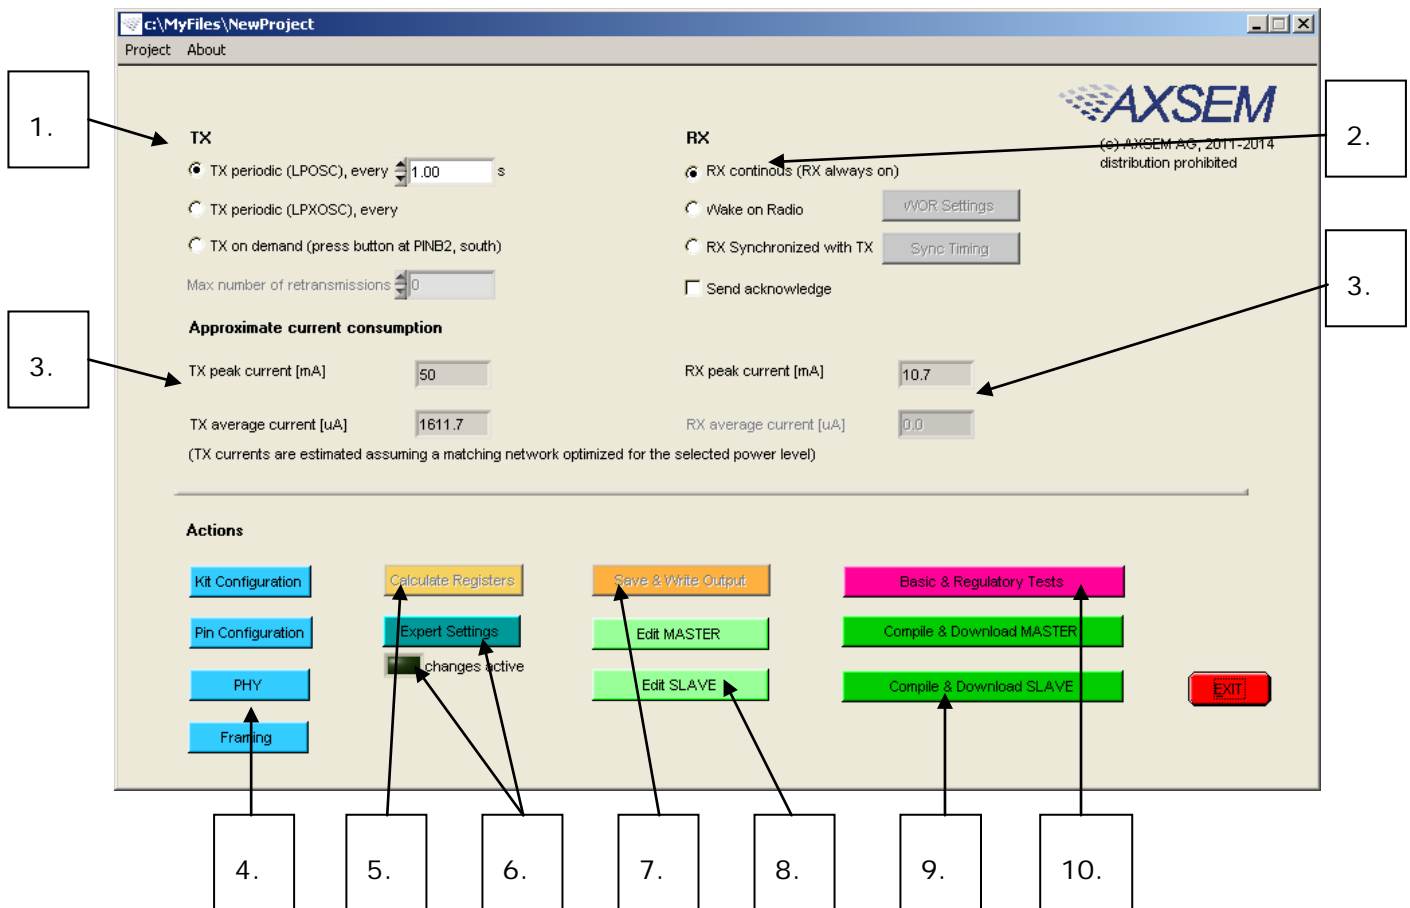 c:\MyFiles\NewProject
Project About
AXSEM
(c) AXSEM AG, 2011-2014
distribution prohibited
1.
2.
TX
RX
TX periodic (LPOSC), every 1.00 s
RX continous (RX always on)
TX periodic (LPXOSC), every
Wake on Radio
WOR Settings
TX on demand (press button at PINB2, south)
RX Synchronized with TX
Sync Timing
Max number of retransmissions 0
Send acknowledge
3.
3.
Approximate current consumption
TX peak current [mA] 50
RX peak current [mA] 10.7
TX average current [uA] 1611.7
RX average current [uA] 0.0
(TX currents are estimated assuming a matching network optimized for the selected power level)
Actions
Kit Configuration
Calculate Registers
Save & Write Output
Basic & Regulatory Tests
Pin Configuration
Expert Settings
Edit MASTER
Compile & Download MASTER
changes active
PHY
Edit SLAVE
Compile & Download SLAVE
EXIT
Framing
4.
5.
6.
7.
8.
9.
10.